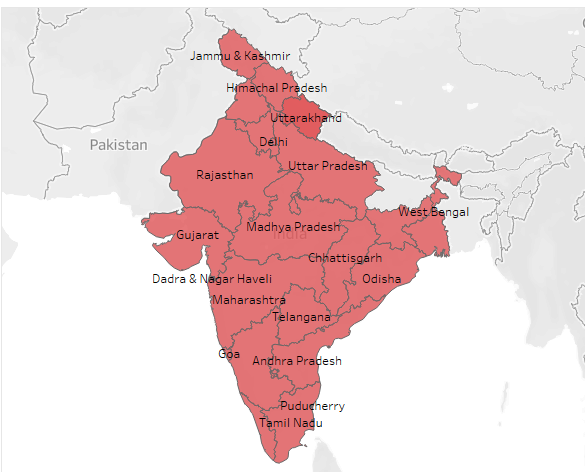 Jammu & Kashmir
Himachal Pradesh
Uttarakhand
Delhi
Pakistan
Uttar Pradesh
Rajasthan
West Bengal
Madhya Pradesh
India
Gujarat
Chhattisgarh
Dadra & Nagar Haveli
Odisha
Maharashtra
Telangana
Goa
Andhra Pradesh
Puducherry
Tamil Nadu